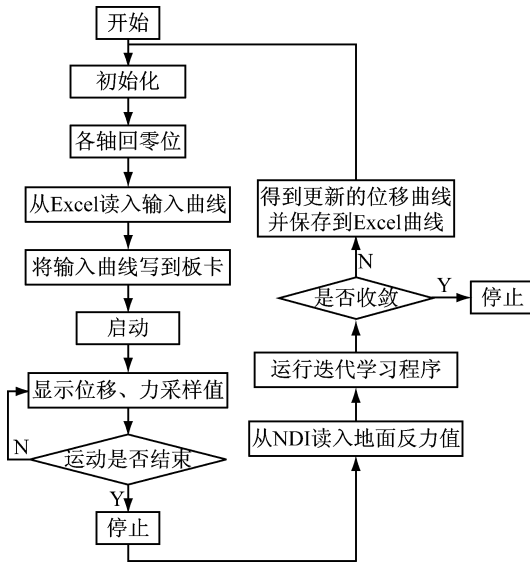 开始
初始化
各轴回零位
从Excel读入输入曲线
将输入曲线写到板卡
启动
显示位移、力采样值
N
运动是否结束
Y
停止
得到更新的位移曲线
并保存到Excel曲线
N
是否收敛
Y
停止
运行迭代学习程序
从NDI读入地面反力值